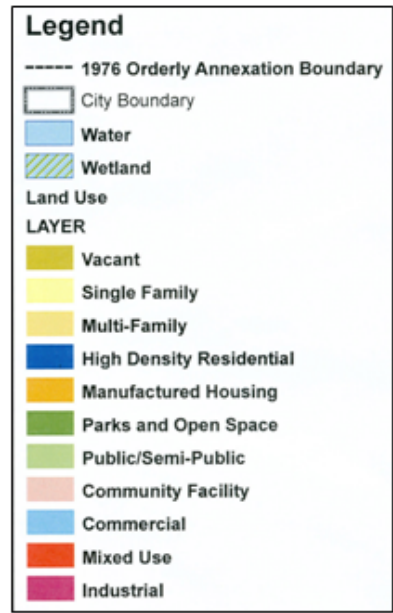 Legend
1976 Orderly Annexation Boundary
City Boundary
Water
Wetland
Land Use
LAYER
Vacant
Single Family
Multi-Family
High Density Residential
Manufactured Housing
Parks and Open Space
Public/Semi-Public
Community Facility
Commercial
Mixed Use
Industrial